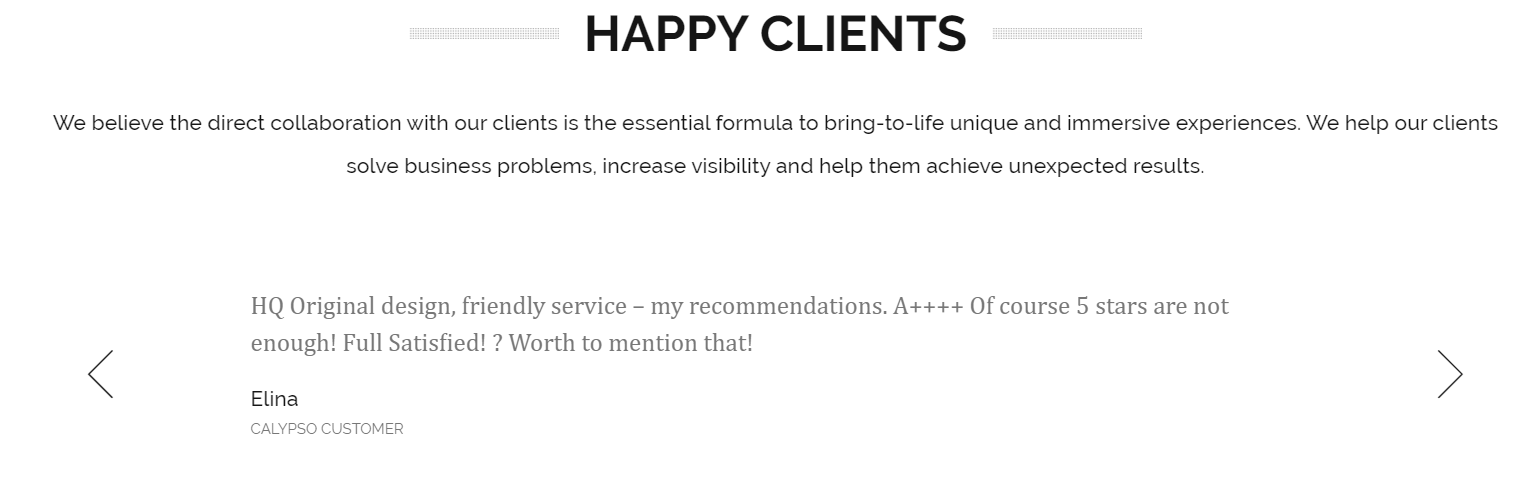 HAPPY CLIENTS
We believe the direct collaboration with our clients is the essential formula to bring-to-life unique and immersive experiences. We help our clients
solve business problems, increase visibility and help them achieve unexpected results.
HQ Original design, friendly service – my recommendations. A++++ Of course 5 stars are not
enough! Full Satisfied! ? Worth to mention that!
Elina
CALYPSO CUSTOMER